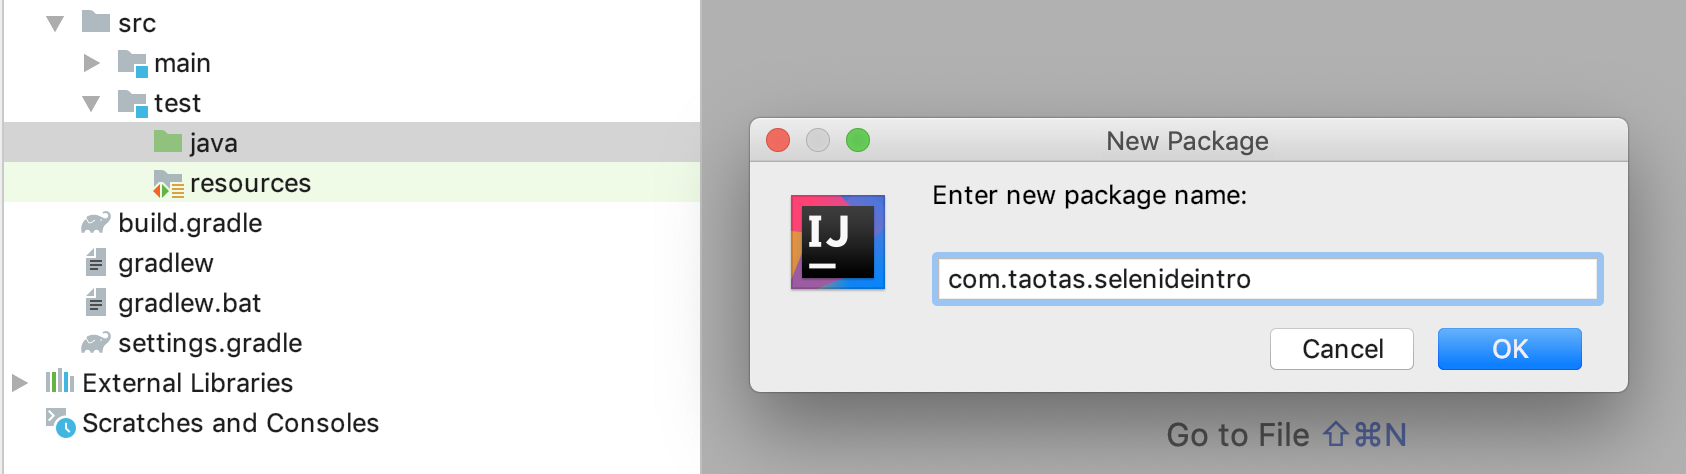 src
main
test
java
resources
build.gradle
gradlew
gradlew.bat
settings.gradle
External Libraries
Scratches and Consoles
New Package
IJ
Enter new package name:
com.taotas.selenideintro
Cancel
OK
Go to File ⇧⌘N